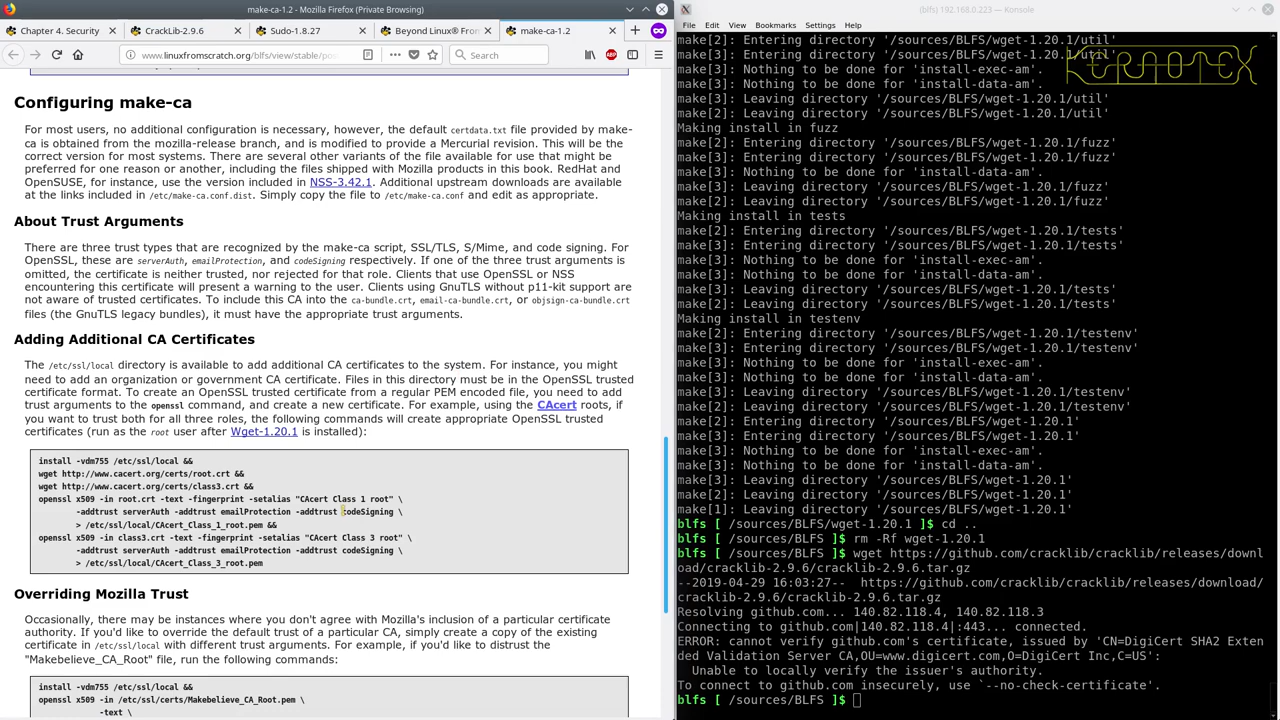 make-ca-1.2 - Mozilla Firefox (Private Browsing)
Chapter 4. Security
CrackLib-2.9.6
Sudo-1.8.27
Beyond Linux® From
make-ca-1.2
www.linuxfromscratch.org/blfs/view/stable/pos
Search
Configuring make-ca
For most users, no additional configuration is necessary, however, the default certdata.txt file provided by make-
ca is obtained from the mozilla-release branch, and is modified to provide a Mercurial revision. This will be the
correct version for most systems. There are several other variants of the file available for use that might be
preferred for one reason or another, including the files shipped with Mozilla products in this book. RedHat and
OpenSUSE, for instance, use the version included in NSS-3.42.1. Additional upstream downloads are available
at the links included in /etc/make-ca.conf.dist. Simply copy the file to /etc/make-ca.conf and edit as appropriate.
About Trust Arguments
There are three trust types that are recognized by the make-ca script, SSL/TLS, S/Mime, and code signing. For
OpenSSL, these are serverAuth, emailProtection, and codeSigning respectively. If one of the three trust arguments is
omitted, the certificate is neither trusted, nor rejected for that role. Clients that use OpenSSL or NSS
encountering this certificate will present a warning to the user. Clients using GnuTLS without p11-kit support are
not aware of trusted certificates. To include this CA into the ca-bundle.crt, email-ca-bundle.crt, or objsign-ca-bundle.crt
files (the GnuTLS legacy bundles), it must have the appropriate trust arguments.
Adding Additional CA Certificates
The /etc/ssl/local directory is available to add additional CA certificates to the system. For instance, you might
need to add an organization or government CA certificate. Files in this directory must be in the OpenSSL trusted
certificate format. To create an OpenSSL trusted certificate from a regular PEM encoded file, you need to add
trust arguments to the openssl command, and create a new certificate. For example, using the CAcert roots, if
you want to trust both for all three roles, the following commands will create appropriate OpenSSL trusted
certificates (run as the root user after Wget-1.20.1 is installed):
install -vdm755 /etc/ssl/local &&
wget http://www.cacert.org/certs/root.crt &&
wget http://www.cacert.org/certs/class3.crt &&
openssl x509 -in root.crt -text -fingerprint -setalias "CAcert Class 1 root" \
-addtrust serverAuth -addtrust emailProtection -addtrust codeSigning \
> /etc/ssl/local/CAcert_Class_1_root.pem &&
openssl x509 -in class3.crt -text -fingerprint -setalias "CAcert Class 3 root" \
-addtrust serverAuth -addtrust emailProtection -addtrust codeSigning \
> /etc/ssl/local/CAcert_Class_3_root.pem
Overriding Mozilla Trust
Occasionally, there may be instances where you don't agree with Mozilla's inclusion of a particular certificate
authority. If you'd like to override the default trust of a particular CA, simply create a copy of the existing
certificate in /etc/ssl/local with different trust arguments. For example, if you'd like to distrust the
"Makebelieve_CA_Root" file, run the following commands:
install -vdm755 /etc/ssl/local &&
openssl x509 -in /etc/ssl/certs/Makebelieve_CA_Root.pem \
-text \
(blfs) 192.168.0.223 — Konsole
File Edit View Bookmarks Settings Help
make[2]: Entering directory '/sources/BLFS/wget-1.20.1/util'
make[3]: Entering directory '/sources/BLFS/wget-1.20.1/util'
make[3]: Nothing to be done for 'install-exec-am'.
make[3]: Nothing to be done for 'install-data-am'.
make[3]: Leaving directory '/sources/BLFS/wget-1.20.1/util'
make[2]: Leaving directory '/sources/BLFS/wget-1.20.1/util'
Making install in fuzz
make[2]: Entering directory '/sources/BLFS/wget-1.20.1/fuzz'
make[3]: Entering directory '/sources/BLFS/wget-1.20.1/fuzz'
make[3]: Nothing to be done for 'install-exec-am'.
make[3]: Nothing to be done for 'install-data-am'.
make[3]: Leaving directory '/sources/BLFS/wget-1.20.1/fuzz'
make[2]: Leaving directory '/sources/BLFS/wget-1.20.1/fuzz'
Making install in tests
make[2]: Entering directory '/sources/BLFS/wget-1.20.1/tests'
make[3]: Entering directory '/sources/BLFS/wget-1.20.1/tests'
make[3]: Nothing to be done for 'install-exec-am'.
make[3]: Nothing to be done for 'install-data-am'.
make[3]: Leaving directory '/sources/BLFS/wget-1.20.1/tests'
make[2]: Leaving directory '/sources/BLFS/wget-1.20.1/tests'
Making install in testenv
make[2]: Entering directory '/sources/BLFS/wget-1.20.1/testenv'
make[3]: Entering directory '/sources/BLFS/wget-1.20.1/testenv'
make[3]: Nothing to be done for 'install-exec-am'.
make[3]: Nothing to be done for 'install-data-am'.
make[3]: Leaving directory '/sources/BLFS/wget-1.20.1/testenv'
make[2]: Leaving directory '/sources/BLFS/wget-1.20.1/testenv'
make[2]: Entering directory '/sources/BLFS/wget-1.20.1'
make[3]: Entering directory '/sources/BLFS/wget-1.20.1'
make[3]: Nothing to be done for 'install-exec-am'.
make[3]: Nothing to be done for 'install-data-am'.
make[3]: Leaving directory '/sources/BLFS/wget-1.20.1'
make[2]: Leaving directory '/sources/BLFS/wget-1.20.1'
make[1]: Leaving directory '/sources/BLFS/wget-1.20.1'
blfs [ /sources/BLFS/wget-1.20.1 ]$ cd ..
blfs [ /sources/BLFS ]$ rm -Rf wget-1.20.1
blfs [ /sources/BLFS ]$ wget https://github.com/cracklib/cracklib/releases/downl
oad/cracklib-2.9.6/cracklib-2.9.6.tar.gz
--2019-04-29 16:03:27-- https://github.com/cracklib/cracklib/releases/download/
cracklib-2.9.6/cracklib-2.9.6.tar.gz
Resolving github.com... 140.82.118.4, 140.82.118.3
Connecting to github.com|140.82.118.4|:443... connected.
ERROR: cannot verify github.com's certificate, issued by 'CN=DigiCert SHA2 Exten
ded Validation Server CA,OU=www.digicert.com,O=DigiCert Inc,C=US':
Unable to locally verify the issuer's authority.
To connect to github.com insecurely, use `--no-check-certificate'.
blfs [ /sources/BLFS ]$